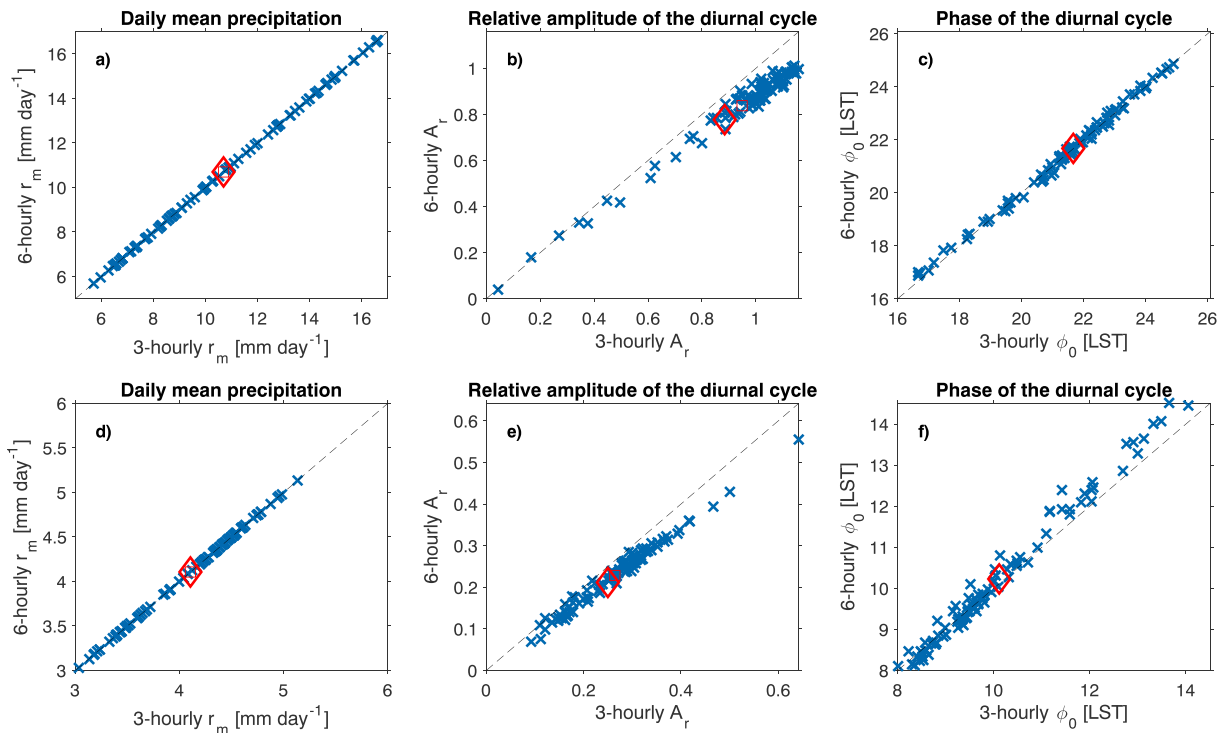 Daily mean precipitation
Relative amplitude of the diurnal cycle
Phase of the diurnal cycle
a)
b)
c)
6-hourly r_m [mm day^-1]
16
14
12
10
8
6
6 8 10 12 14 16
3-hourly r_m [mm day^-1]
6-hourly A_r
1
0.8
0.6
0.4
0.2
0
0 0.2 0.4 0.6 0.8 1
3-hourly A_r
6-hourly ϕ_0 [LST]
26
24
22
20
18
16
16 18 20 22 24 26
3-hourly ϕ_0 [LST]
Daily mean precipitation
Relative amplitude of the diurnal cycle
Phase of the diurnal cycle
d)
e)
f)
6-hourly r_m [mm day^-1]
6
5.5
5
4.5
4
3.5
3
3 4 5 6
3-hourly r_m [mm day^-1]
6-hourly A_r
0.6
0.5
0.4
0.3
0.2
0.1
0
0 0.2 0.4 0.6
3-hourly A_r
6-hourly ϕ_0 [LST]
14
13
12
11
10
9
8
8 10 12 14
3-hourly ϕ_0 [LST]